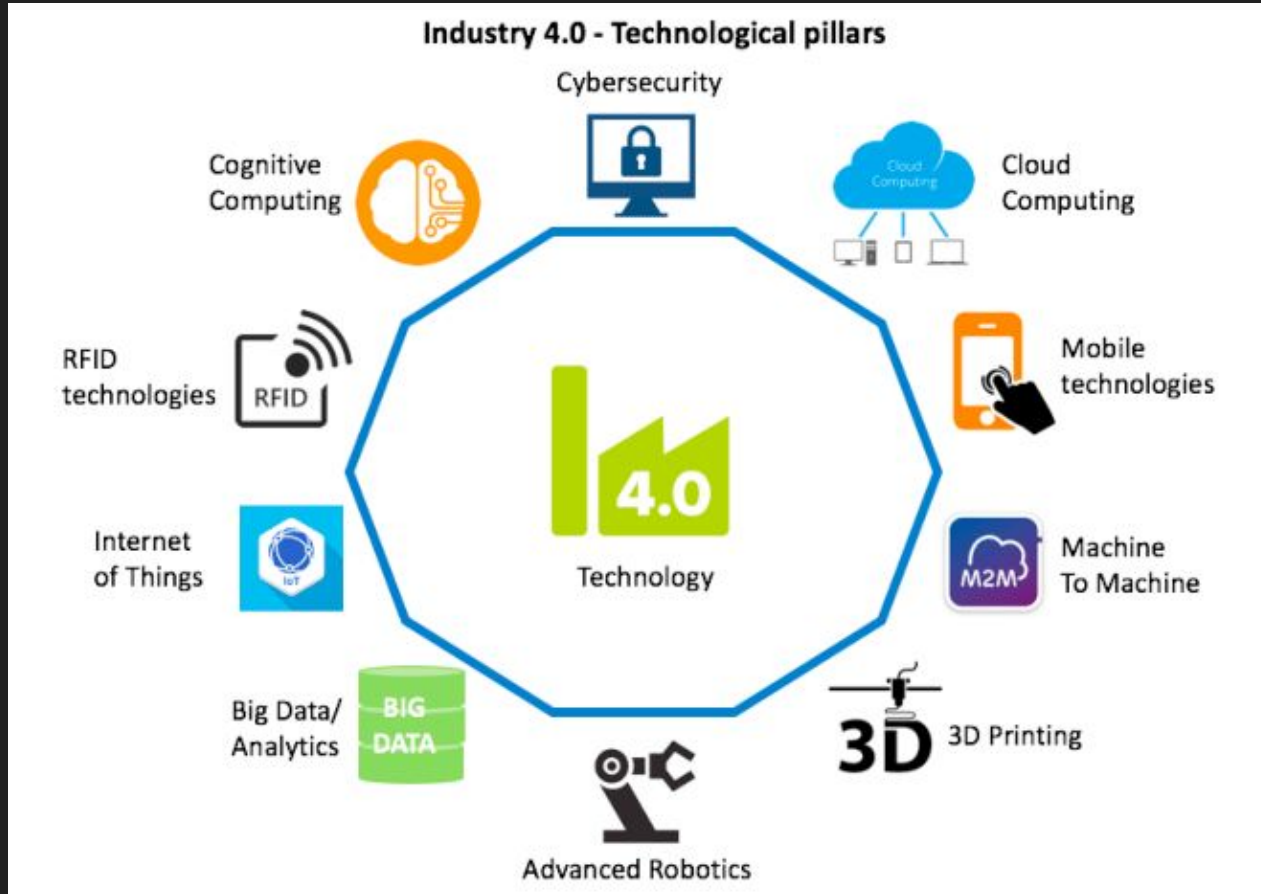 Industry 4.0 - Technological pillars
Cybersecurity
Cognitive
Computing
Cloud
Computing
Cloud
Computing
RFID
technologies
RFID
Mobile
technologies
4.0
Technology
Internet
of Things
IoT
M2M
Machine
To Machine
Big Data/
Analytics
BIG
DATA
3D
3D Printing
Advanced Robotics